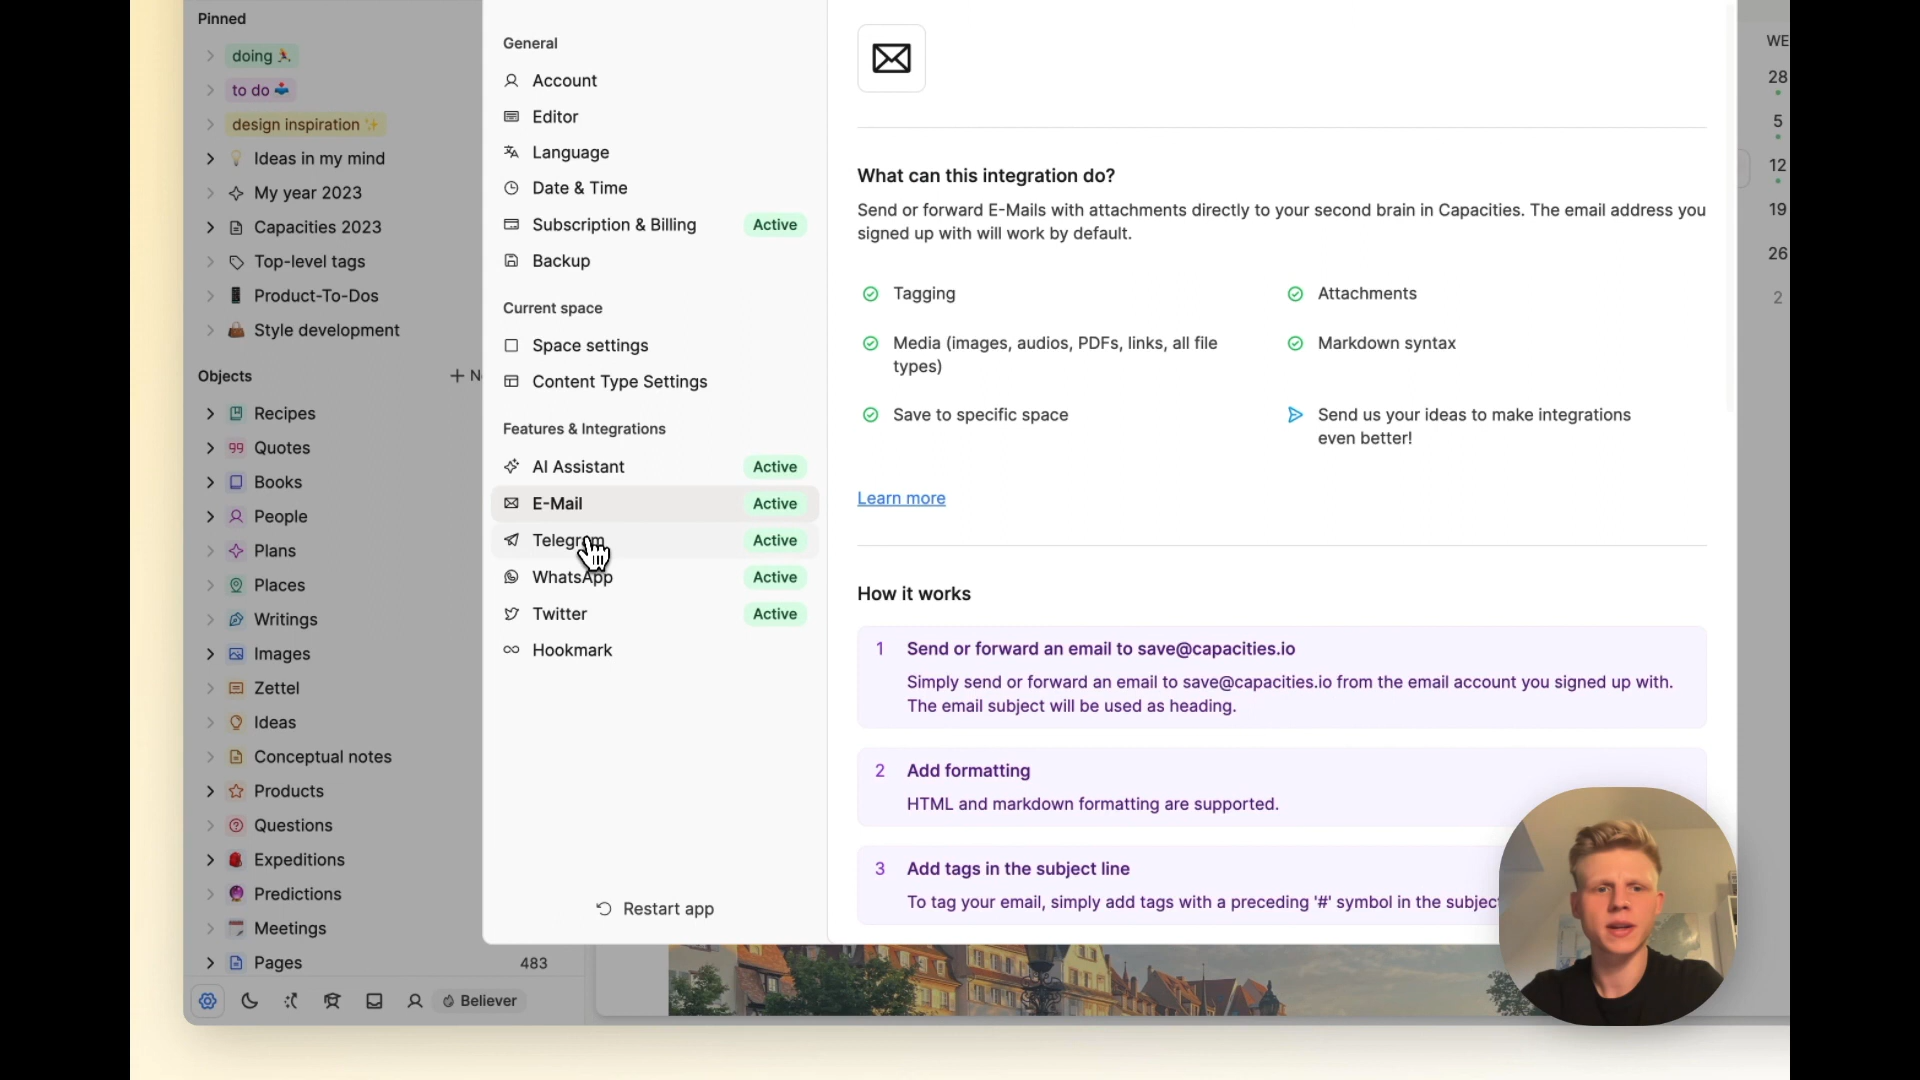 Pinned
doing
to do
design inspiration
Ideas in my mind
My year 2023
Capacities 2023
Top-level tags
Product-To-Dos
Style development
Objects
Recipes
Quotes
Books
People
Plans
Places
Writings
Images
Zettel
Ideas
Conceptual notes
Products
Questions
Expeditions
Predictions
Meetings
Pages 483
Believer
General
Account
Editor
Language
Date & Time
Subscription & Billing Active
Backup
Current space
Space settings
Content Type Settings
Features & Integrations
AI Assistant Active
E-Mail Active
Telegram Active
WhatsApp Active
Twitter Active
Hookmark
Restart app
What can this integration do?
Send or forward E-Mails with attachments directly to your second brain in Capacities. The email address you
signed up with will work by default.
Tagging
Attachments
Media (images, audios, PDFs, links, all file
types)
Markdown syntax
Save to specific space
Send us your ideas to make integrations
even better!
Learn more
How it works
1 Send or forward an email to save@capacities.io
Simply send or forward an email to save@capacities.io from the email account you signed up with.
The email subject will be used as heading.
2 Add formatting
HTML and markdown formatting are supported.
3 Add tags in the subject line
To tag your email, simply add tags with a preceding '#' symbol in the subject
WE
28
5
12
19
26
2